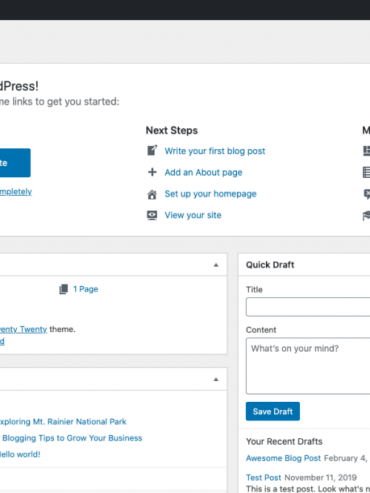 dPress!
me links to get you started:
Next Steps
M
te
Write your first blog post
Add an About page
ompletely
Set up your homepage
View your site
Quick Draft
1 Page
Title
enty Twenty theme.
d
Content
What's on your mind?
Save Draft
xploring Mt. Rainier National Park
Blogging Tips to Grow Your Business
ello world!
Your Recent Drafts
Awesome Blog Post February 4,
Test Post November 11, 2019
This is a test post. Look what's n